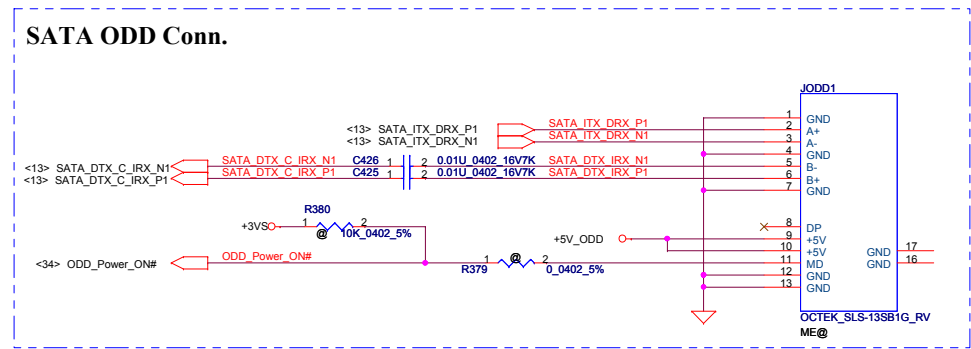 SATA ODD Conn.
JODD1
1 GND
<13> SATA_ITX_DRX_P1 SATA_ITX_DRX_P1 2 A+
<13> SATA_ITX_DRX_N1 SATA_ITX_DRX_N1 3 A-
4 GND
<13> SATA_DTX_C_IRX_N1 SATA_DTX_C_IRX_N1 C426 1 2 0.01U_0402_16V7K SATA_DTX_IRX_N1 5 B-
<13> SATA_DTX_C_IRX_P1 SATA_DTX_C_IRX_P1 C425 1 2 0.01U_0402_16V7K SATA_DTX_IRX_P1 6 B+
7 GND
R380
+3VS 1 2 8 DP
@ 10K_0402_5%
+5V_ODD 9 +5V
10 +5V GND 17
<34> ODD_Power_ON# ODD_Power_ON# 1 @ 2 11 MD GND 16
R379 0_0402_5% 12 GND
13 GND
OCTEK_SLS-13SB1G_RV
ME@